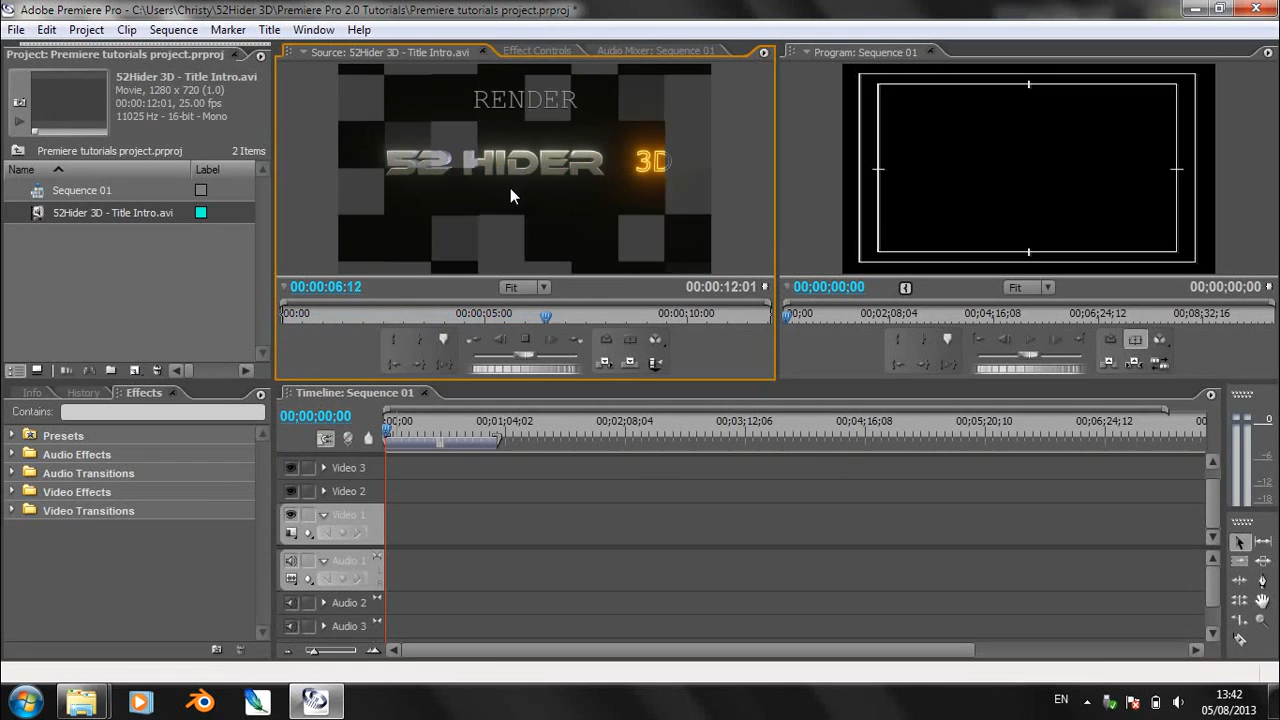 Adobe Premiere Pro - C:\Users\Christy\52Hider 3D\Premiere Pro 2.0 Tutorials\Premiere tutorials project.prproj *
File Edit Project Clip Sequence Marker Title Window Help
Project: Premiere tutorials project.prproj
52Hider 3D - Title Intro.avi
Movie, 1280 x 720 (1.0)
00:00:12:01, 25.00 fps
11025 Hz - 16-bit - Mono
Premiere tutorials project.prproj 2 Items
Name Label
Sequence 01
52Hider 3D - Title Intro.avi
Source: 52Hider 3D - Title Intro.avi Effect Controls Audio Mixer: Sequence 01
RENDER
52 HIDER 3D
00:00:06:12 Fit 00:00:12:01
:00:00 00:00:05:00 00:00:10:00
Program: Sequence 01
00;00;00;00 Fit 00;00;00;00
00;00 00;02;08;04 00;04;16;08 00;06;24;12 00;08;32;16
Info History Effects
Contains:
Presets
Audio Effects
Audio Transitions
Video Effects
Video Transitions
Timeline: Sequence 01
00;00;00;00
;00;00 00;01;04;02 00;02;08;04 00;03;12;06 00;04;16;08 00;05;20;10 00;06;24;12 00
Video 3
Video 2
Video 1
Audio 1
L
R
Audio 2
Audio 3
0
-6
-12
-18
EN
13:42
05/08/2013